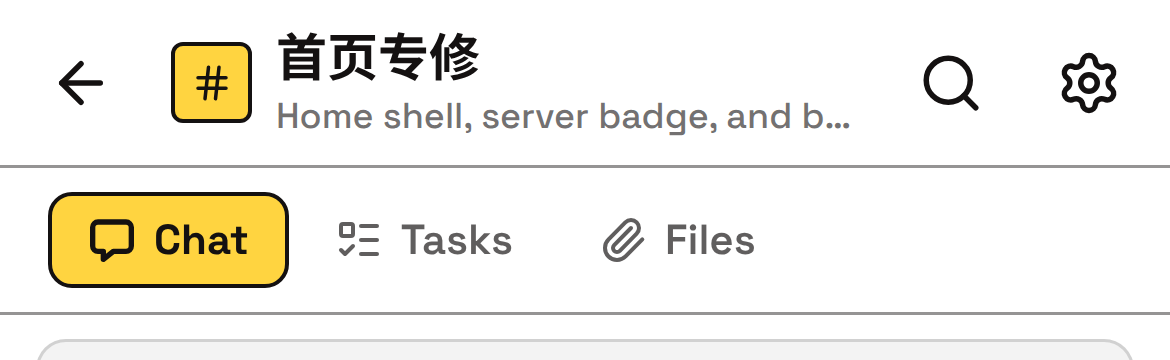 #
首页专修
Home shell, server badge, and b...
Chat
Tasks
Files